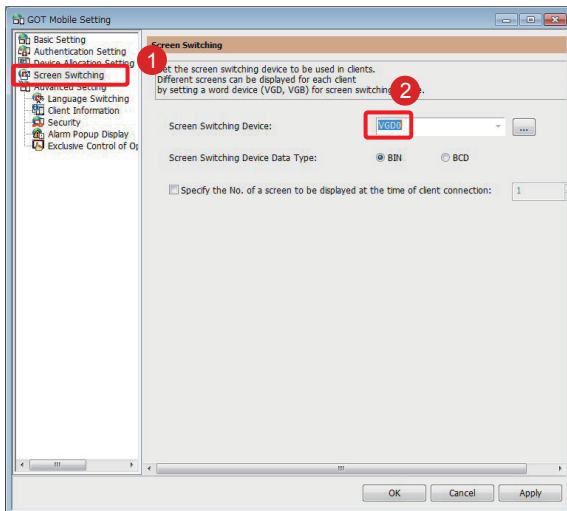 GOT Mobile Setting
Basic Setting
Authentication Setting
Device Allocation Setting
Screen Switching
Advanced Setting
Language Switching
Client Information
Security
Alarm Popup Display
Exclusive Control of Op
1
Screen Switching
et the screen switching device to be used in clients.
Different screens can be displayed for each client
by setting a word device (VGD, VGB) for screen switching e.
2
Screen Switching Device:
VGD0
...
Screen Switching Device Data Type:
BIN
BCD
Specify the No. of a screen to be displayed at the time of client connection:
1
OK
Cancel
Apply